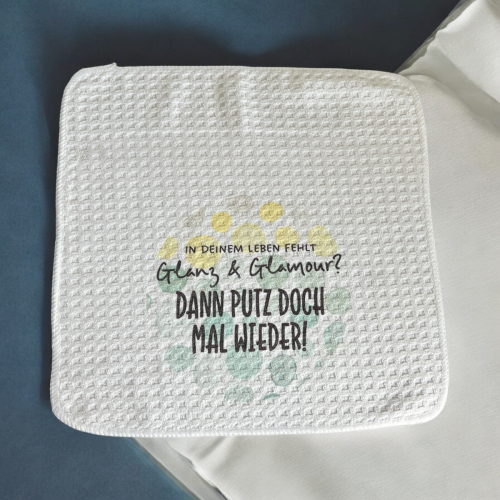 IN DEINEM LEBEN FEHLT
Glanz & Glamour?
DANN PUTZ DOCH
MAL WIEDER!